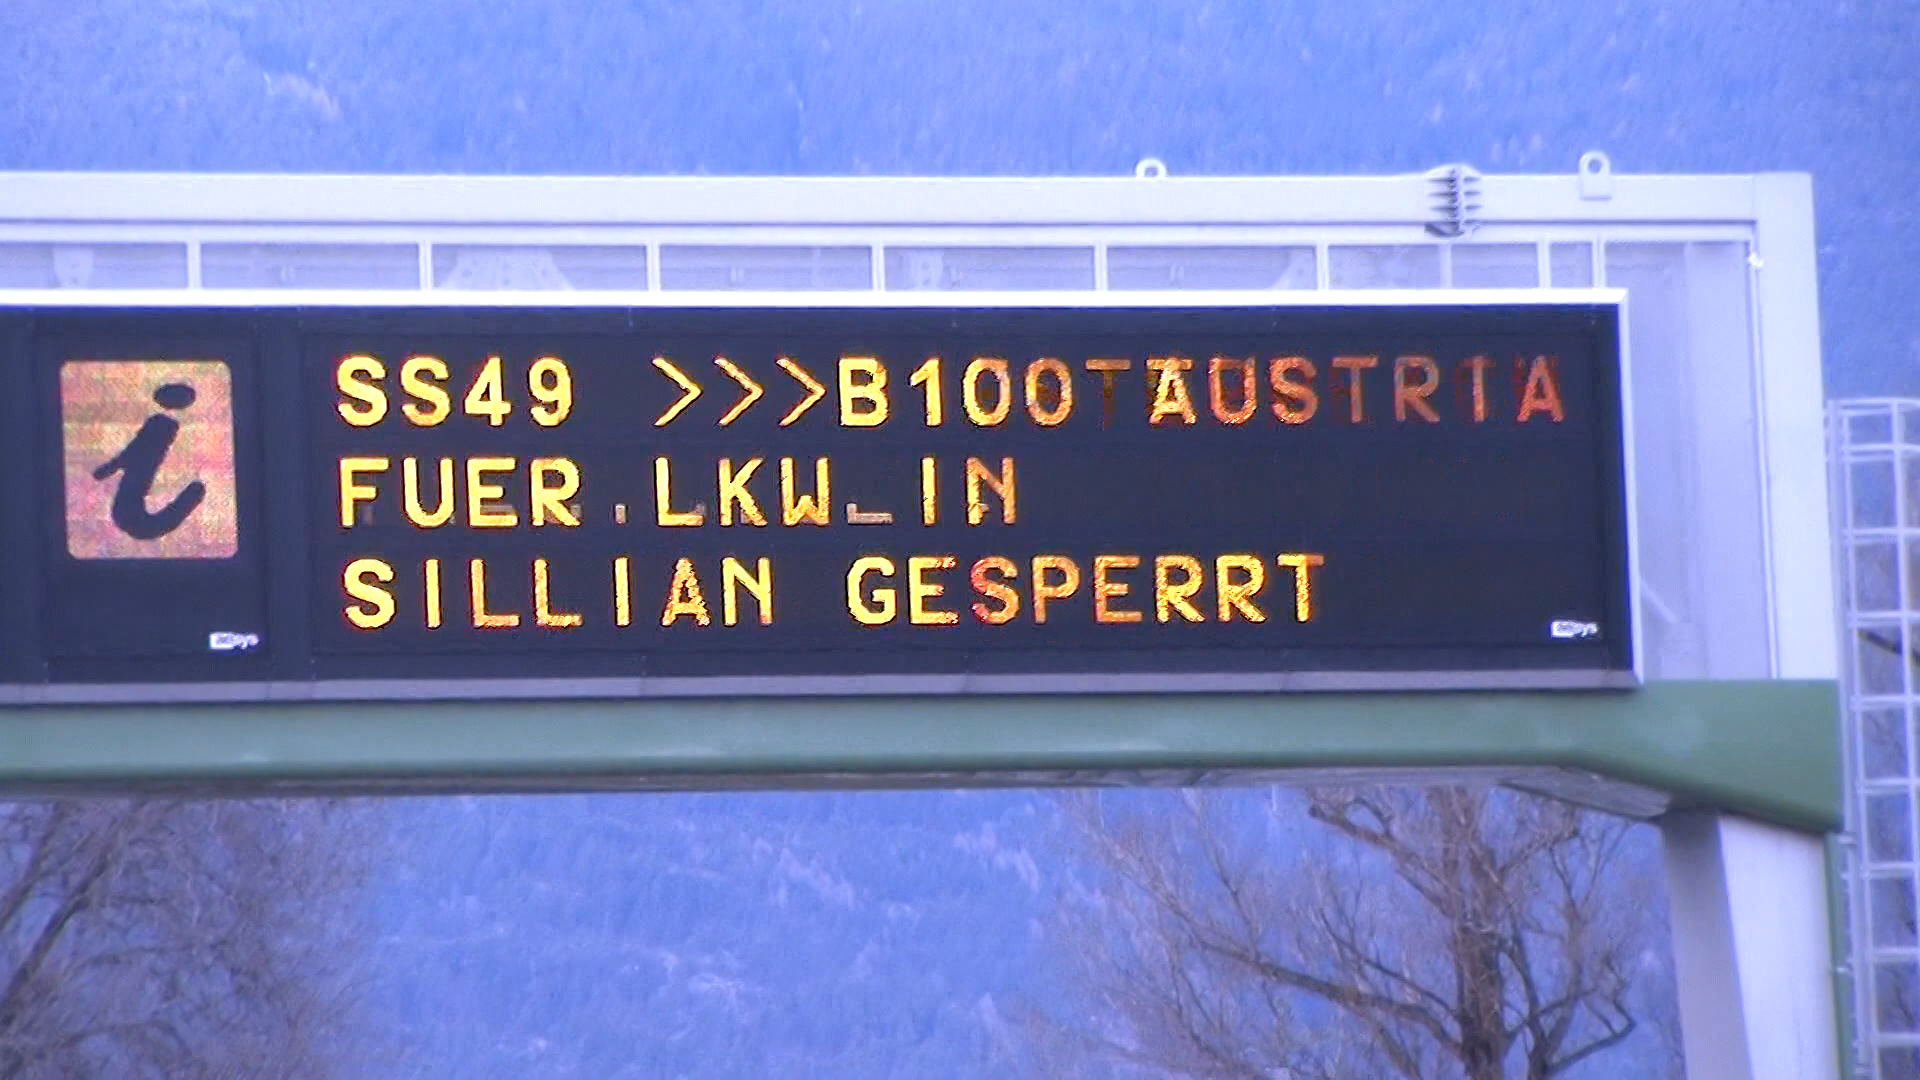 i
SS49 >>>B100 AUSTRIA
FUER LKW IN
SILLIAN GESPERRT